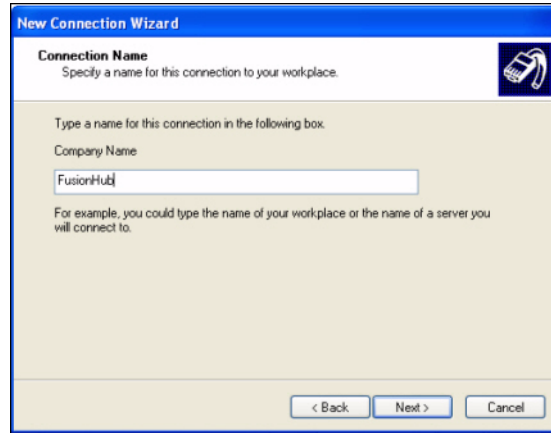 New Connection Wizard
Connection Name
Specify a name for this connection to your workplace.
Type a name for this connection in the following box.
Company Name
FusionHub
For example, you could type the name of your workplace or the name of a server you
will connect to.
< Back Next > Cancel